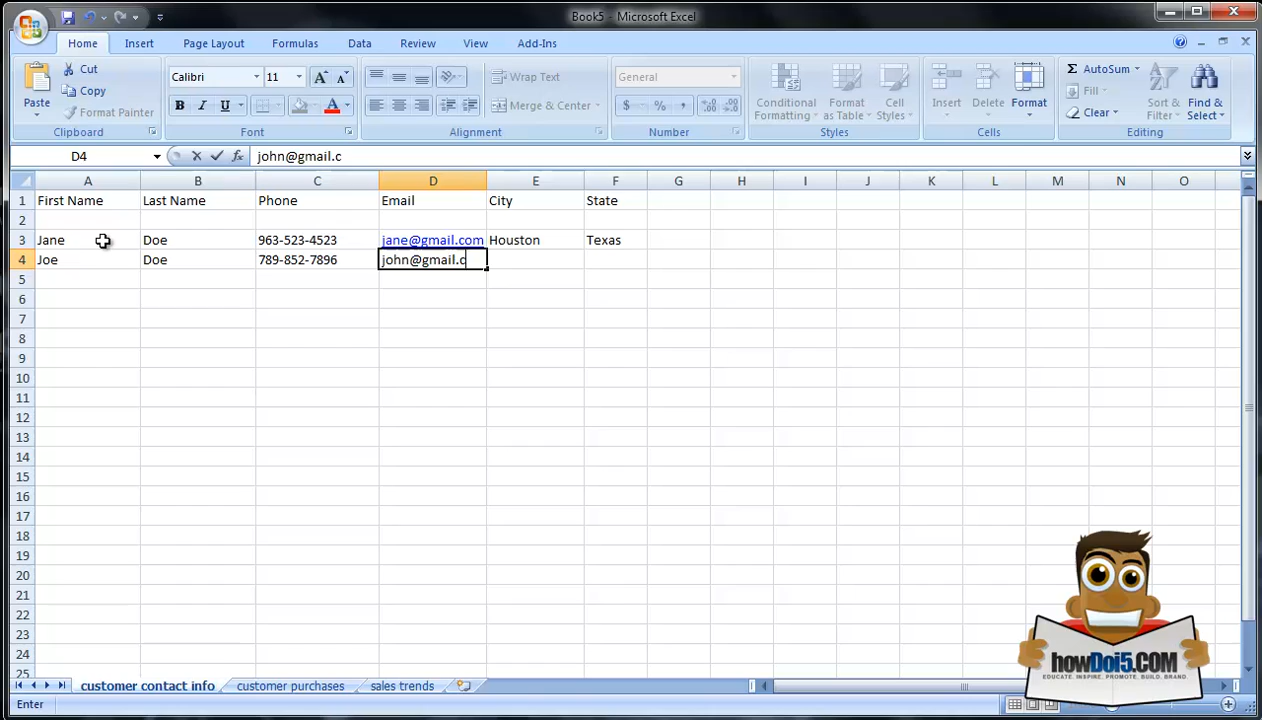 Book5 - Microsoft Excel
Home Insert Page Layout Formulas Data Review View Add-Ins
Paste Cut Copy Format Painter
Calibri 11
B I U
Wrap Text
Merge & Center
General
$ % ,
Conditional Formatting
Format as Table
Cell Styles
Insert Delete Format
AutoSum
Fill
Clear
Sort & Filter
Find & Select
Clipboard Font Alignment Number Styles Cells Editing
D4 fx john@gmail.c
A B C D E F G H I J K L M N O
1 First Name Last Name Phone Email City State
2
3 Jane Doe 963-523-4523 jane@gmail.com Houston Texas
4 Joe Doe 789-852-7896 john@gmail.c
5
6
7
8
9
10
11
12
13
14
15
16
17
18
19
20
21
22
23
24
25
howDoi5.COM
EDUCATE. INSPIRE. PROMOTE. BUILD. BRAND.
customer contact info customer purchases sales trends
Enter